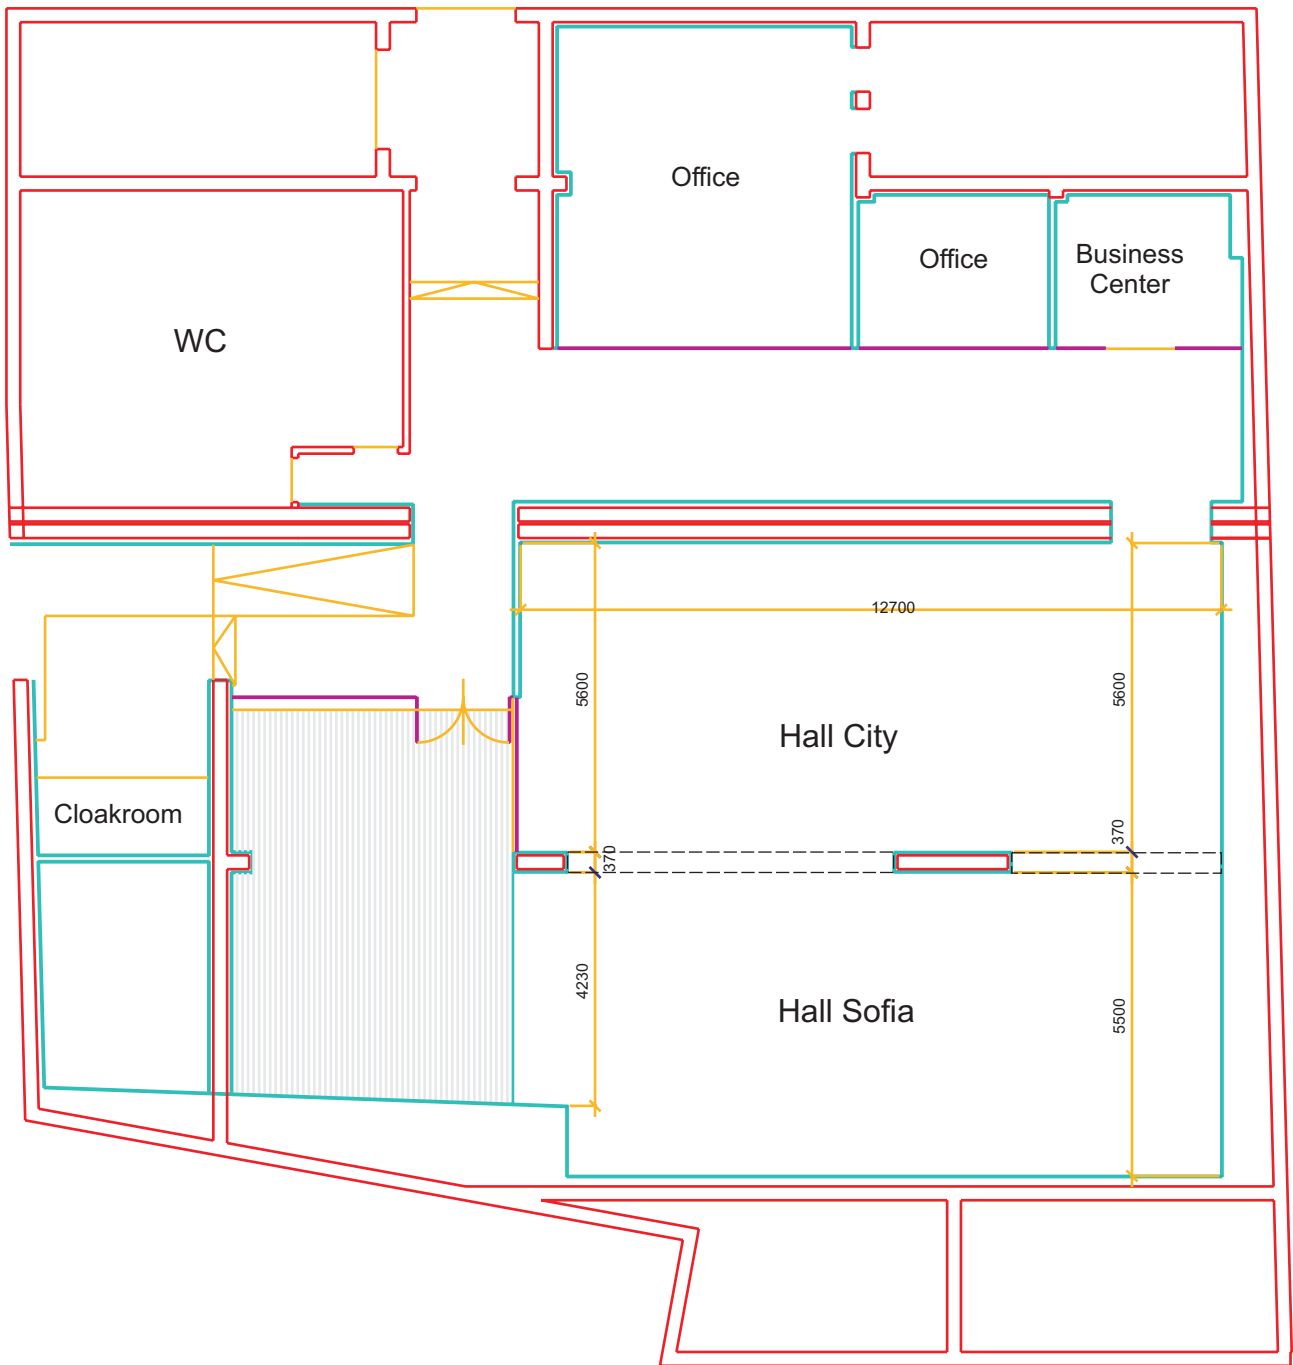 Office
Office
Business
Center
WC
12700
5600
5600
Hall City
Cloakroom
370
370
4230
Hall Sofia
5500